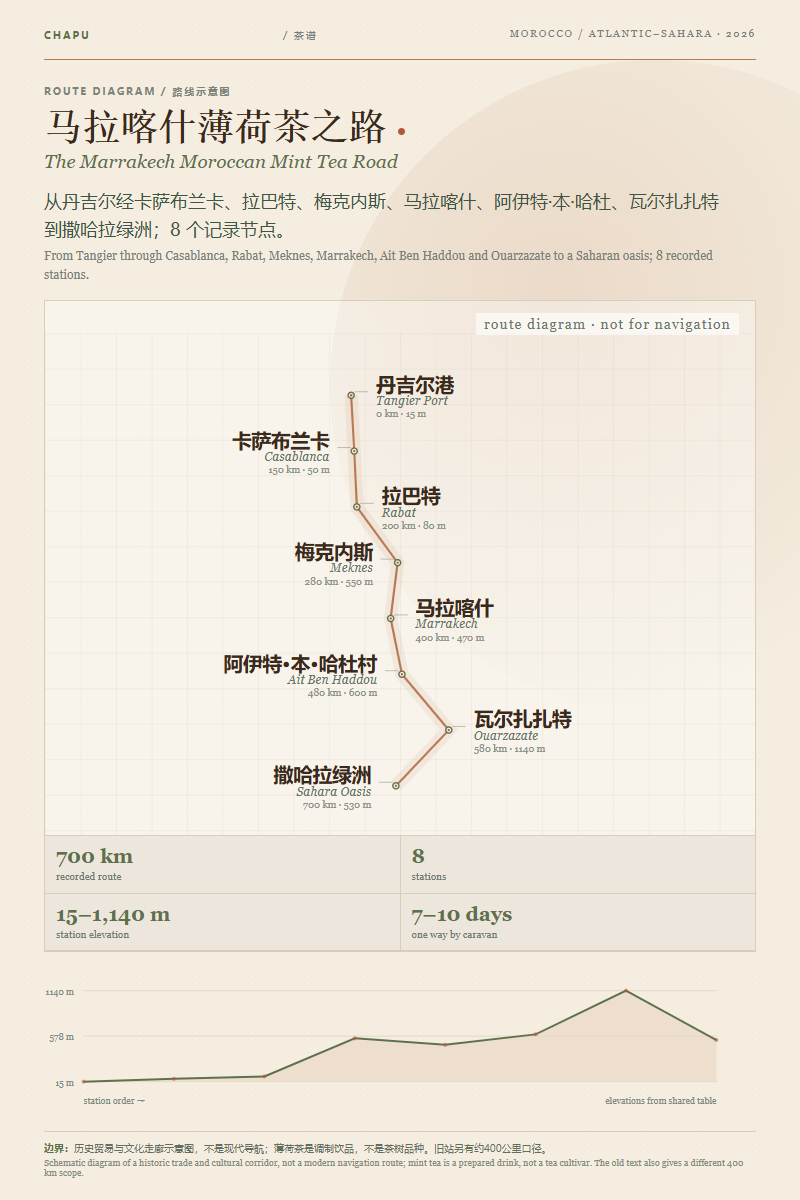 CHAPU / 茶谱 MOROCCO / ATLANTIC–SAHARA · 2026
ROUTE DIAGRAM / 路线示意图
马拉喀什薄荷茶之路
The Marrakech Moroccan Mint Tea Road
从丹吉尔经卡萨布兰卡、拉巴特、梅克内斯、马拉喀什、阿伊特·本·哈杜、瓦尔扎扎特
到撒哈拉绿洲；8 个记录节点。
From Tangier through Casablanca, Rabat, Meknes, Marrakech, Ait Ben Haddou and Ouarzazate to a Saharan oasis; 8 recorded
stations.
route diagram · not for navigation
丹吉尔港
Tangier Port
0 km · 15 m
卡萨布兰卡
Casablanca
150 km · 50 m
拉巴特
Rabat
200 km · 80 m
梅克内斯
Meknes
280 km · 550 m
马拉喀什
Marrakech
400 km · 470 m
阿伊特·本·哈杜村
Ait Ben Haddou
480 km · 600 m
瓦尔扎扎特
Ouarzazate
580 km · 1140 m
撒哈拉绿洲
Sahara Oasis
700 km · 530 m
700 km
recorded route
8
stations
15–1,140 m
station elevation
7–10 days
one way by caravan
1140 m
578 m
15 m
station order →
elevations from shared table
边界：历史贸易与文化走廊示意图，不是现代导航；薄荷茶是调制饮品，不是茶树品种。旧站另有约400公里口径。
Schematic diagram of a historic trade and cultural corridor, not a modern navigation route; mint tea is a prepared drink, not a tea cultivar. The old text also gives a different 400
km scope.